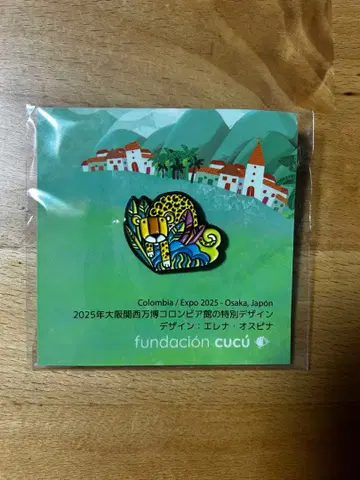 Colombia / Expo 2025 - Osaka, Japón
2025年大阪関西万博コロンビア館の特別デザイン
デザイン：エレナ・オスピナ
fundación cucú